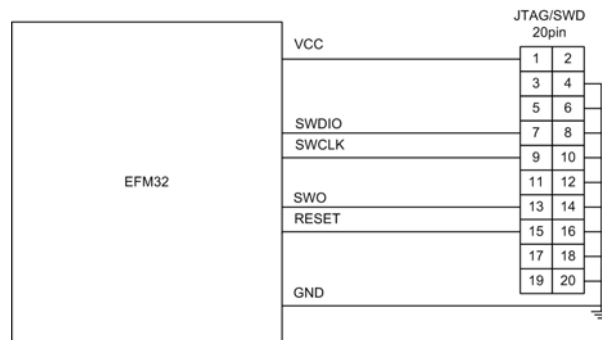 JTAG/SWD
20pin
VCC
1 2
3 4
5 6
SWDIO
7 8
SWCLK
9 10
EFM32
11 12
SWO
13 14
RESET
15 16
17 18
19 20
GND